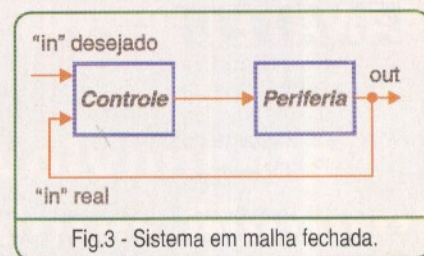 “in” desejado
out
Controle
Periferia
“in” real
Fig.3 - Sistema em malha fechada.